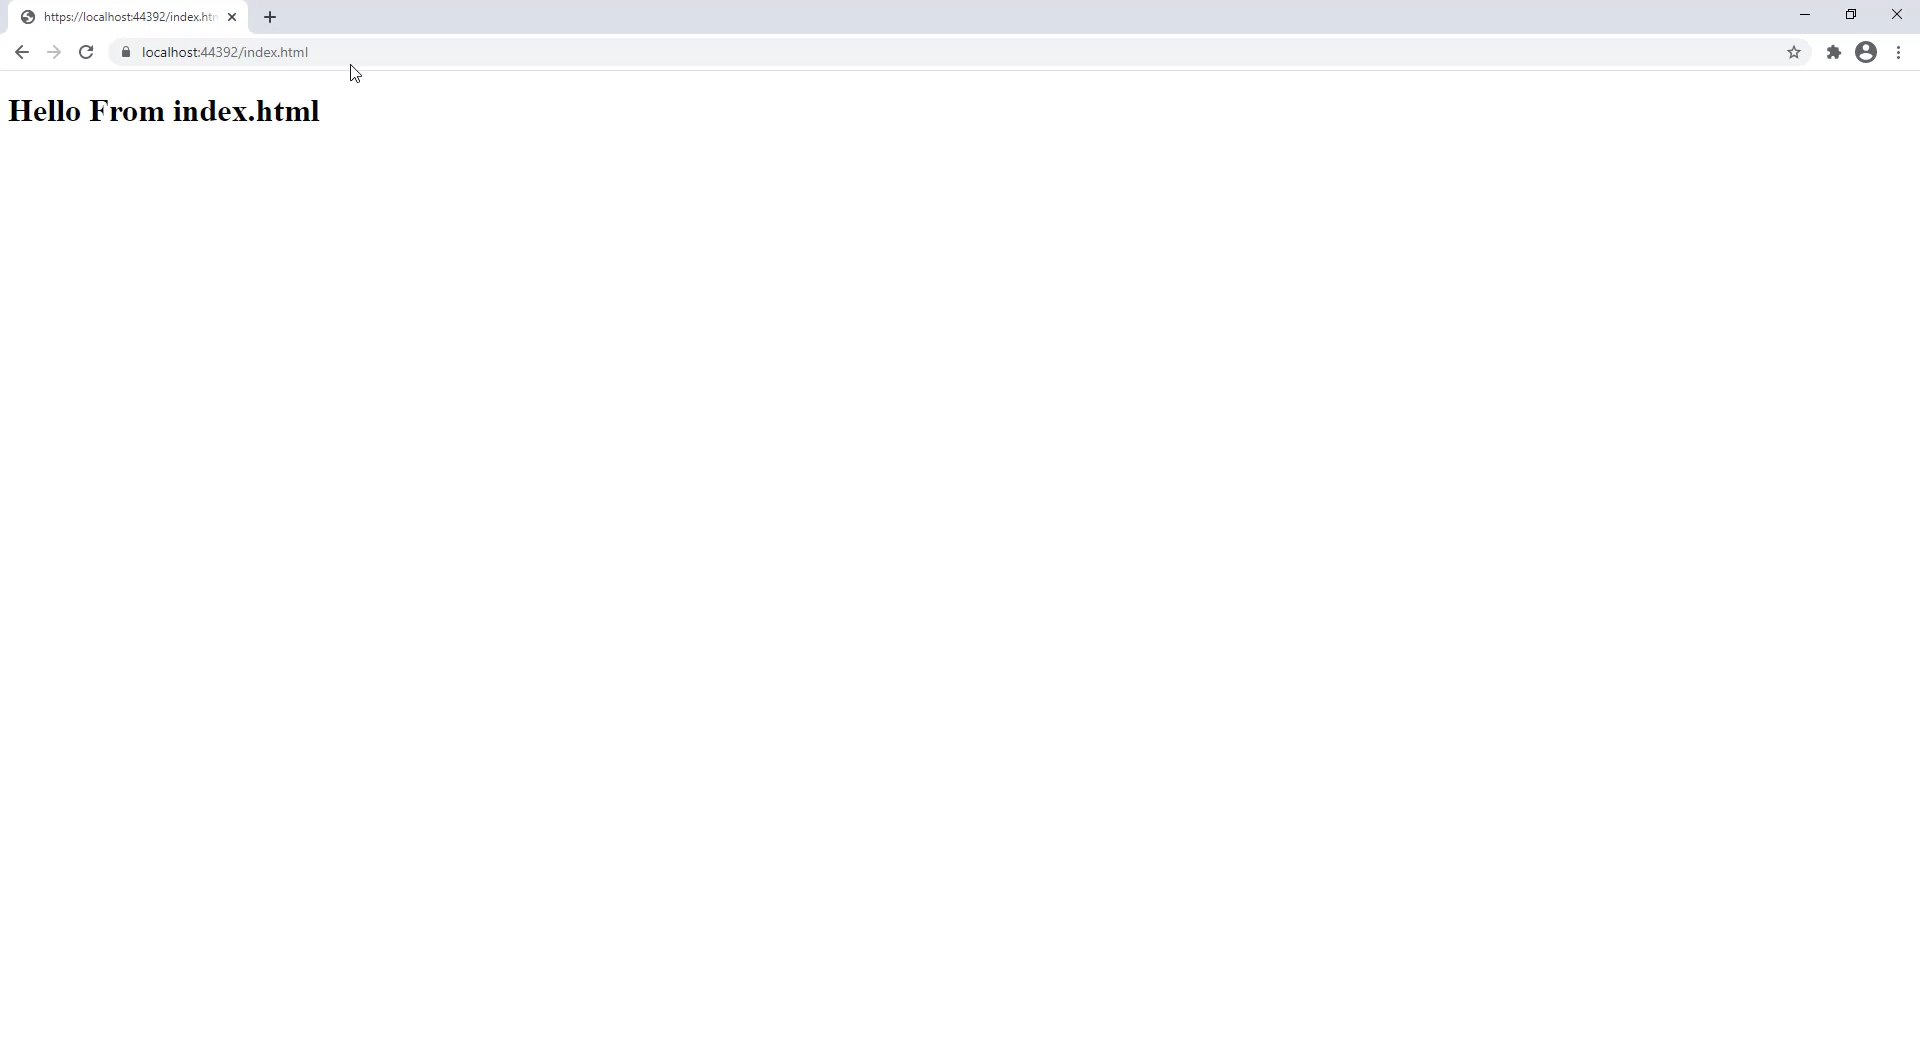 https://localhost:44392/index.htm
localhost:44392/index.html
Hello From index.html